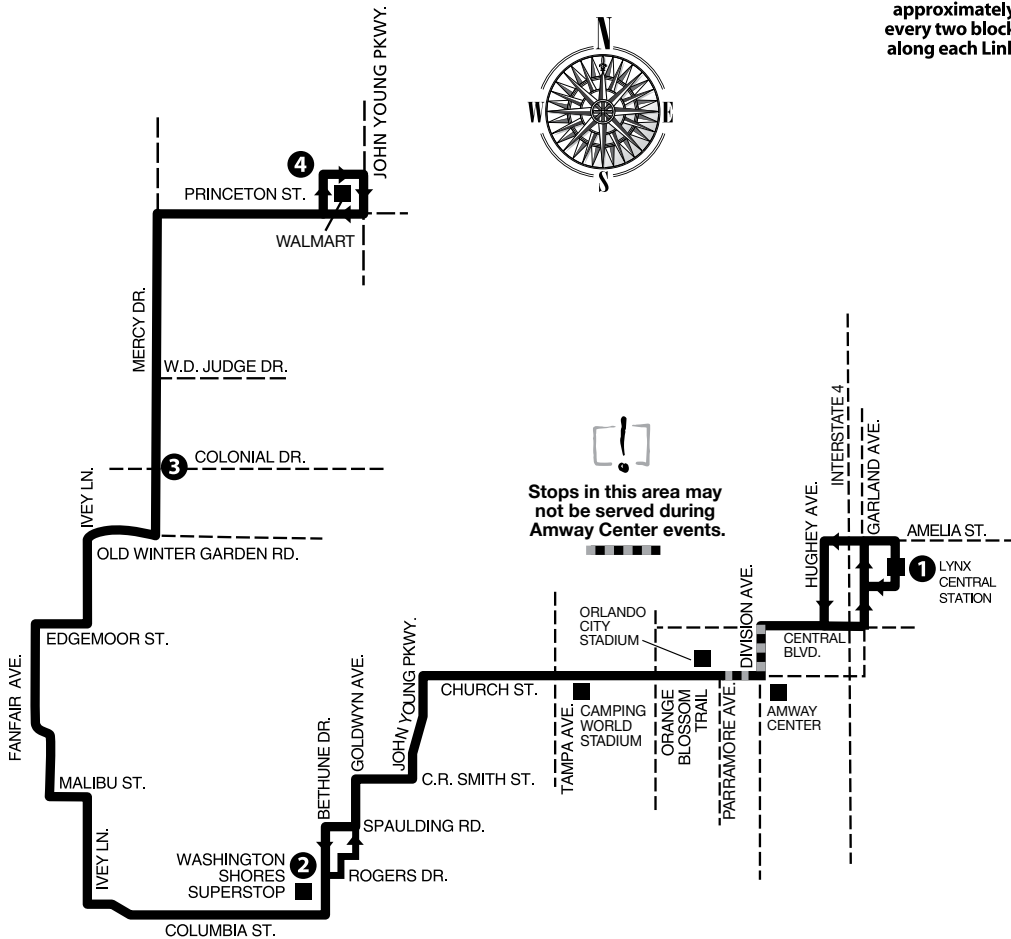 approximately
every two block
along each Lin
N
W
E
S
JOHN YOUNG PKWY.
4
PRINCETON ST.
WALMART
MERCY DR.
W.D. JUDGE DR.
3
COLONIAL DR.
IVEY LN.
OLD WINTER GARDEN RD.
!
Stops in this area may
not be served during
Amway Center events.
INTERSTATE 4
GARLAND AVE.
HUGHEY AVE.
AMELIA ST.
1
LYNX
CENTRAL
STATION
EDGEMOOR ST.
FANFAIR AVE.
ORLANDO
CITY
STADIUM
DIVISION AVE.
CENTRAL
BLVD.
JOHN YOUNG PKWY.
CHURCH ST.
TAMPA AVE.
CAMPING
WORLD
STADIUM
ORANGE
BLOSSOM
TRAIL
PARRAMORE AVE.
AMWAY
CENTER
GOLDWYN AVE.
BETHUNE DR.
C.R. SMITH ST.
MALIBU ST.
SPAULDING RD.
IVEY LN.
2
WASHINGTON
SHORES
SUPERSTOP
ROGERS DR.
COLUMBIA ST.